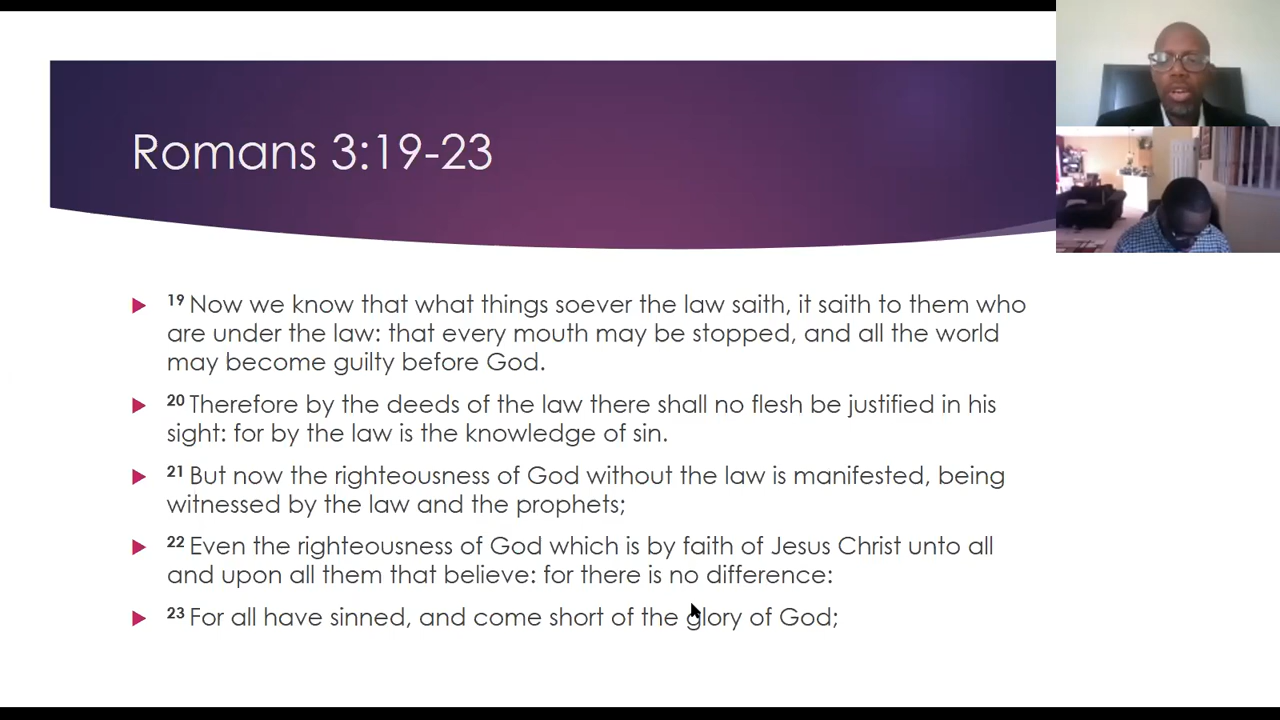 Romans 3:19-23
19 Now we know that what things soever the law saith, it saith to them who
are under the law: that every mouth may be stopped, and all the world
may become guilty before God.
20 Therefore by the deeds of the law there shall no flesh be justified in his
sight: for by the law is the knowledge of sin.
21 But now the righteousness of God without the law is manifested, being
witnessed by the law and the prophets;
22 Even the righteousness of God which is by faith of Jesus Christ unto all
and upon all them that believe: for there is no difference:
23 For all have sinned, and come short of the glory of God;